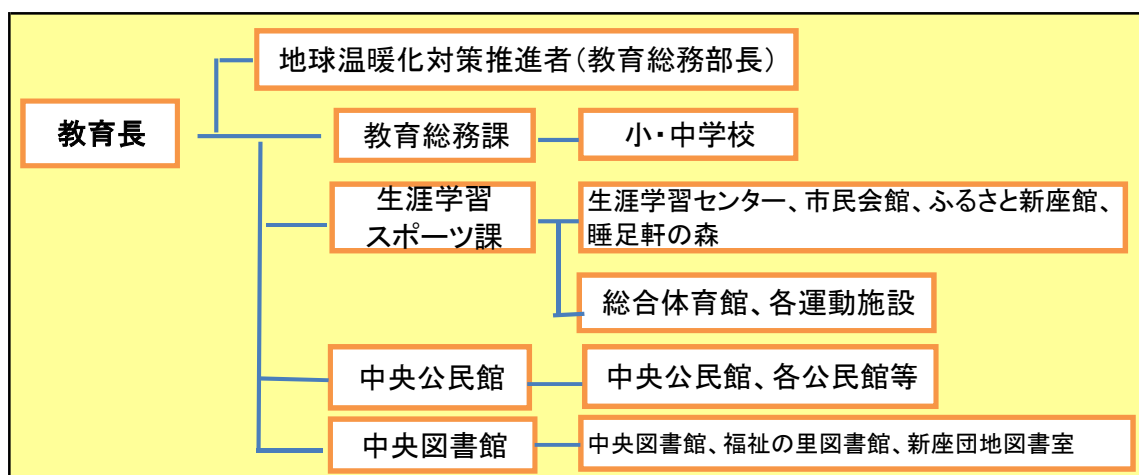 地球温暖化対策推進者（教育総務部長）
教育長
教育総務課
小・中学校
生涯学習
スポーツ課
生涯学習センター、市民会館、ふるさと新座館、
睡足軒の森
総合体育館、各運動施設
中央公民館
中央公民館、各公民館等
中央図書館
中央図書館、福祉の里図書館、新座団地図書室